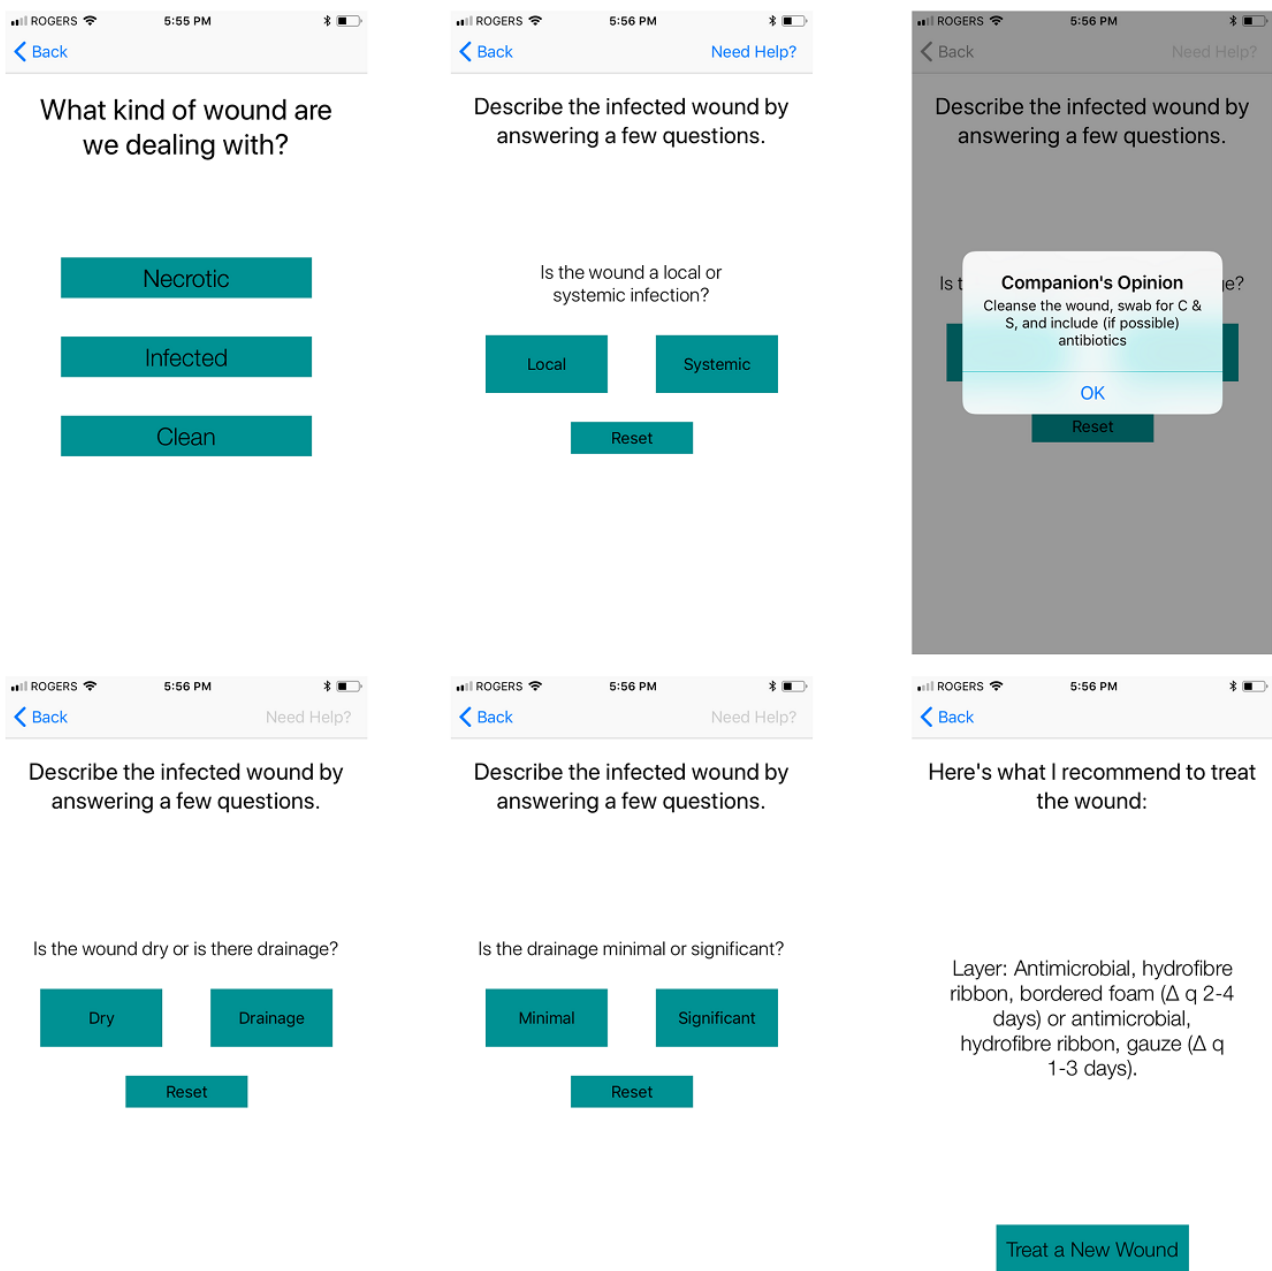 ROGERS 5:55 PM
Back
What kind of wound are
we dealing with?
Necrotic
Infected
Clean
ROGERS 5:56 PM
Back Need Help?
Describe the infected wound by
answering a few questions.
Is the wound a local or
systemic infection?
Local Systemic
Reset
ROGERS 5:56 PM
Back Need Help?
Describe the infected wound by
answering a few questions.
Is t ge?
Companion's Opinion
Cleanse the wound, swab for C &
S, and include (if possible)
antibiotics
OK
Reset
ROGERS 5:56 PM
Back Need Help?
Describe the infected wound by
answering a few questions.
Is the wound dry or is there drainage?
Dry Drainage
Reset
ROGERS 5:56 PM
Back Need Help?
Describe the infected wound by
answering a few questions.
Is the drainage minimal or significant?
Minimal Significant
Reset
ROGERS 5:56 PM
Back
Here's what I recommend to treat
the wound:
Layer: Antimicrobial, hydrofibre
ribbon, bordered foam (Δ q 2-4
days) or antimicrobial,
hydrofibre ribbon, gauze (Δ q
1-3 days).
Treat a New Wound